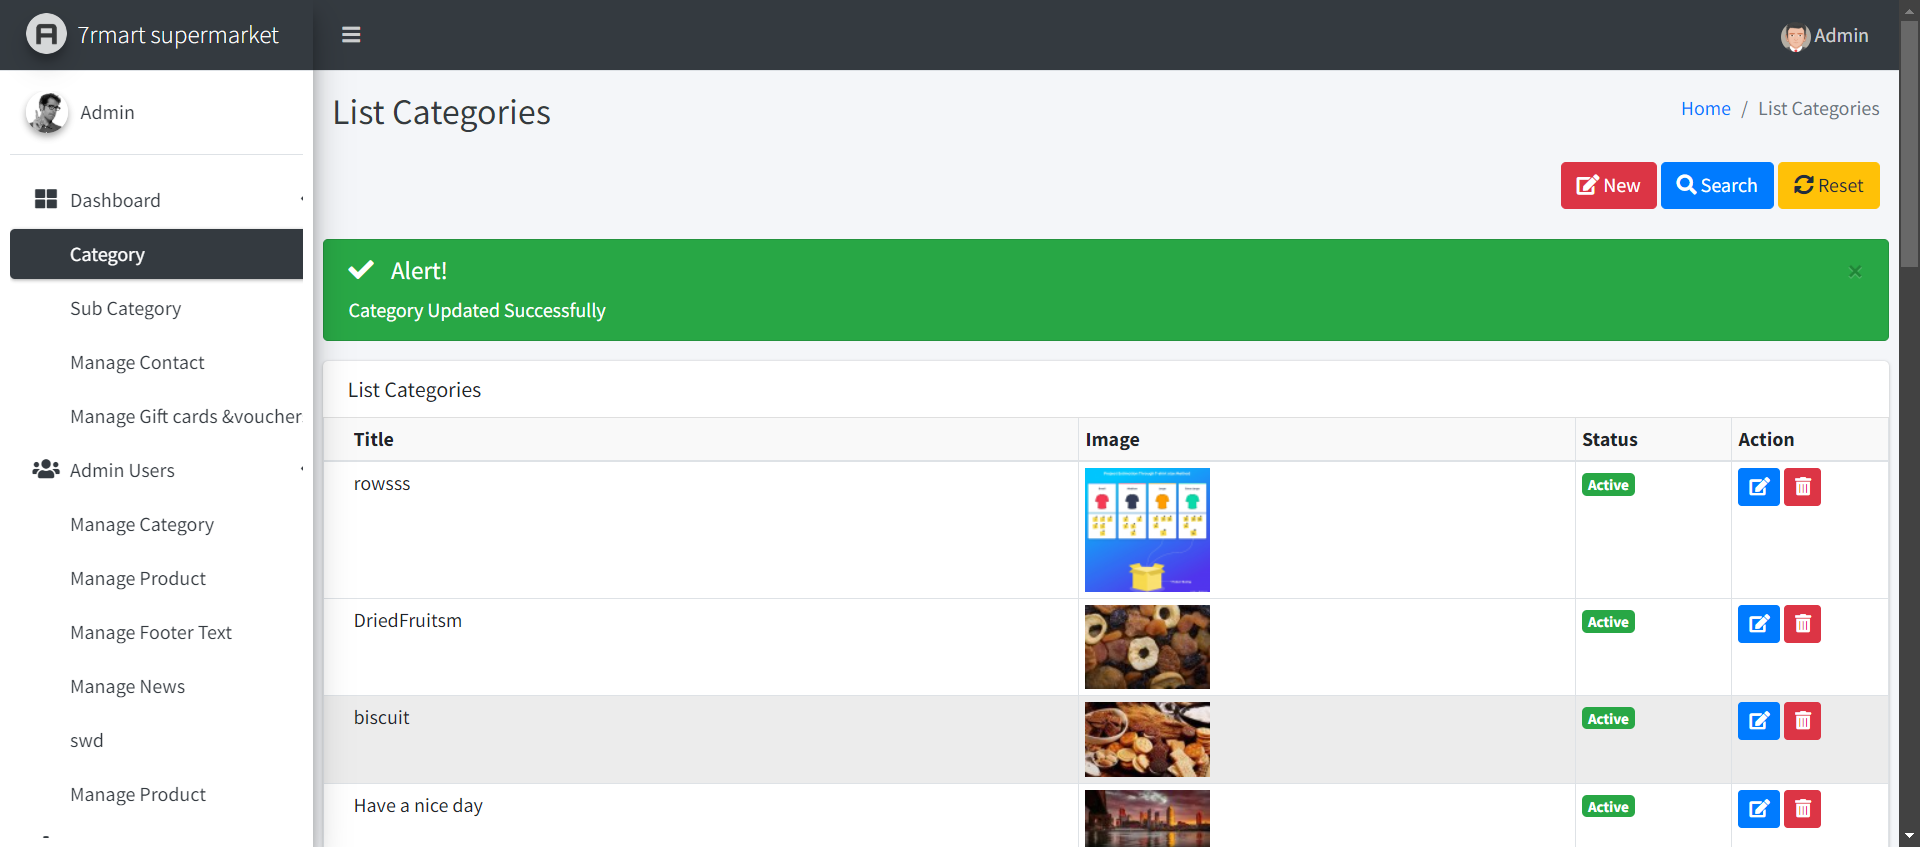 7rmart supermarket
Admin
Admin
Dashboard
Category
Sub Category
Manage Contact
Manage Gift cards &voucher
Admin Users
Manage Category
Manage Product
Manage Footer Text
Manage News
swd
Manage Product
List Categories
Home / List Categories
New Search Reset
Alert!
×
Category Updated Successfully
List Categories
Title Image Status Action
rowsss Active
DriedFruitsm Active
biscuit Active
Have a nice day Active